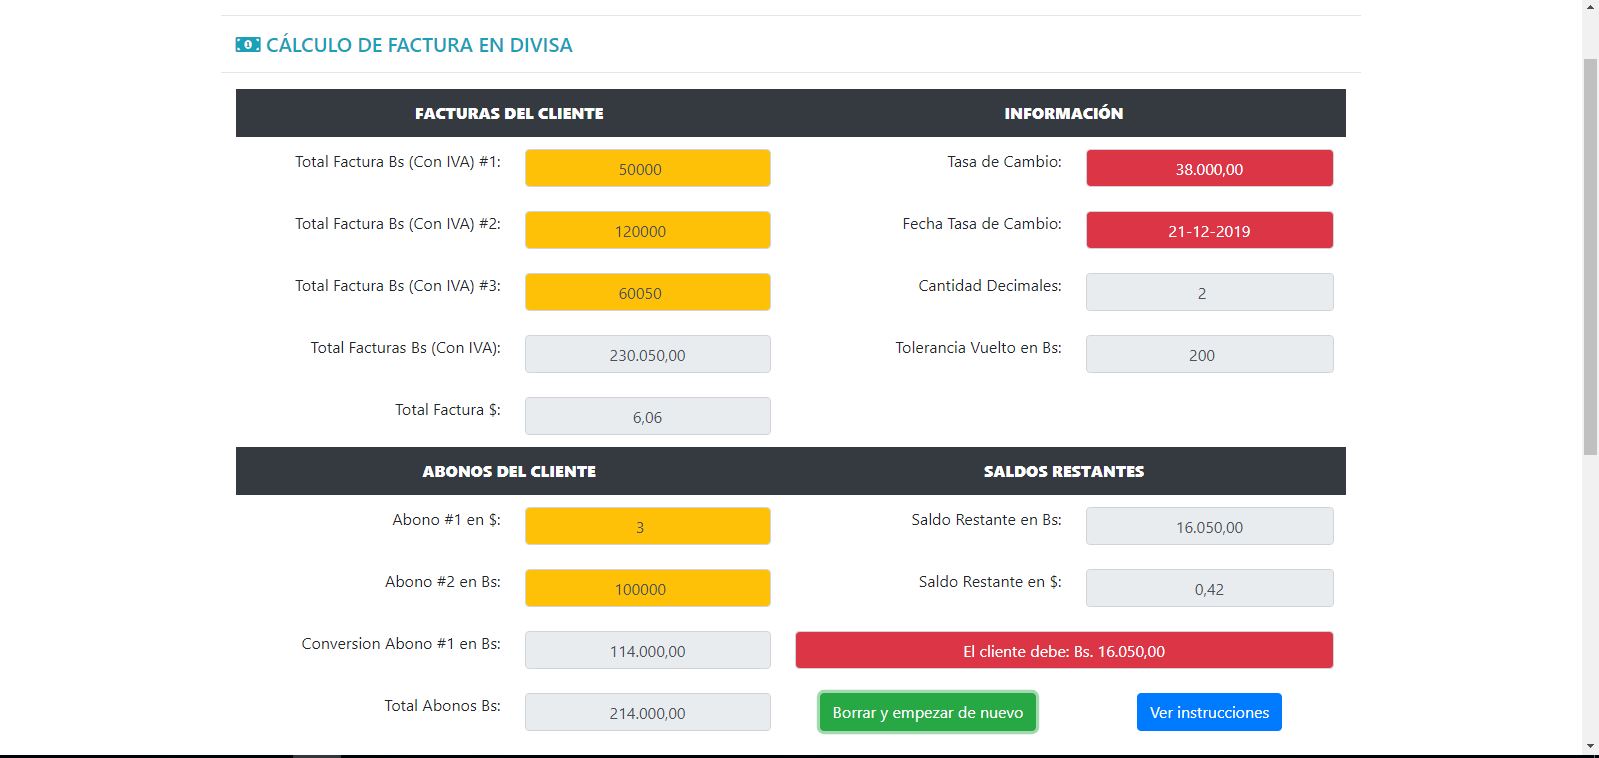 CÁLCULO DE FACTURA EN DIVISA
FACTURAS DEL CLIENTE
Total Factura Bs (Con IVA) #1: 50000
Total Factura Bs (Con IVA) #2: 120000
Total Factura Bs (Con IVA) #3: 60050
Total Facturas Bs (Con IVA): 230.050,00
Total Factura $: 6,06
INFORMACIÓN
Tasa de Cambio: 38.000,00
Fecha Tasa de Cambio: 21-12-2019
Cantidad Decimales: 2
Tolerancia Vuelto en Bs: 200
ABONOS DEL CLIENTE
Abono #1 en $: 3
Abono #2 en Bs: 100000
Conversion Abono #1 en Bs: 114.000,00
Total Abonos Bs: 214.000,00
SALDOS RESTANTES
Saldo Restante en Bs: 16.050,00
Saldo Restante en $: 0,42
El cliente debe: Bs. 16.050,00
Borrar y empezar de nuevo
Ver instrucciones